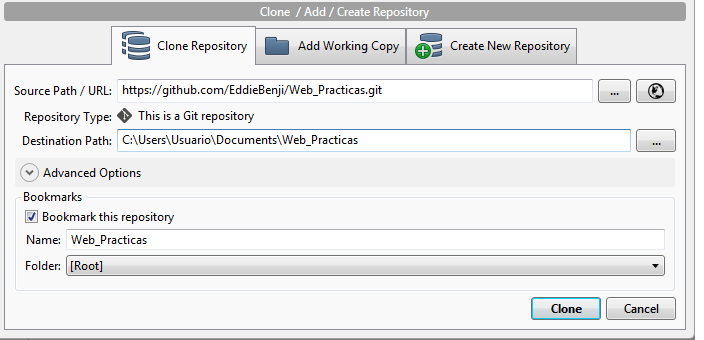 Clone / Add / Create Repository
Clone Repository
Add Working Copy
Create New Repository
Source Path / URL: https://github.com/EddieBenji/Web_Practicas.git ...
Repository Type: This is a Git repository
Destination Path: C:\Users\Usuario\Documents\Web_Practicas ...
Advanced Options
Bookmarks
Bookmark this repository
Name: Web_Practicas
Folder: [Root]
Clone Cancel